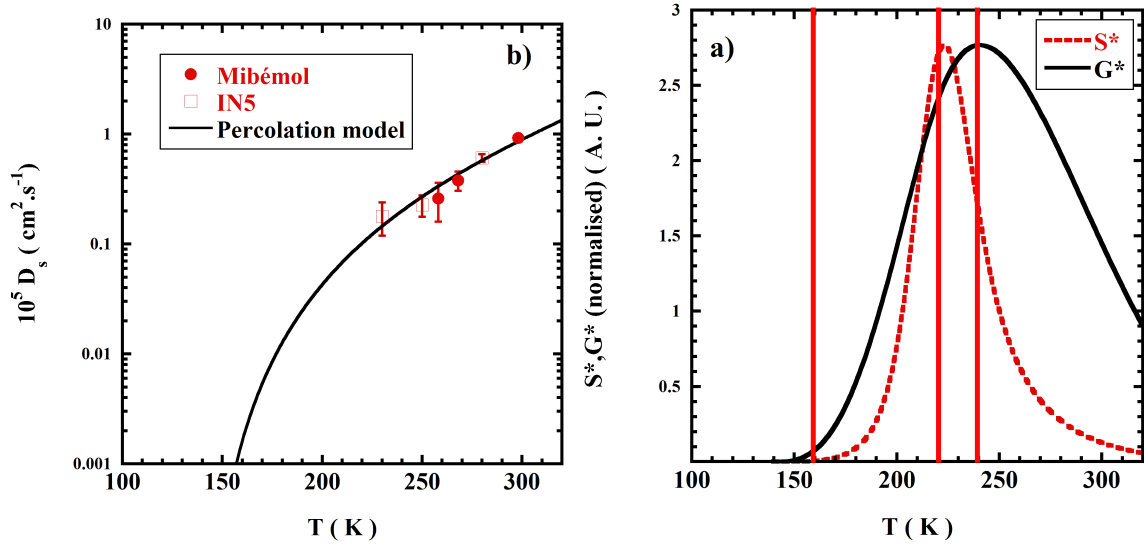 b)
Mibémol
IN5
Percolation model
10
1
0.1
0.01
0.001
10⁵ Dₛ ( cm².s⁻¹)
100
150
200
250
300
T ( K )
a)
S*
G*
3
2.5
2
1.5
1
0.5
S*,G* (normalised) ( A. U. )
100
150
200
250
300
T ( K )